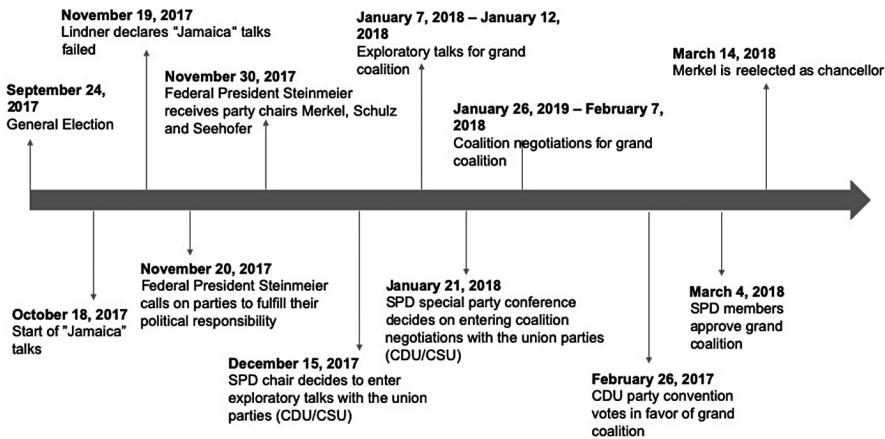 November 19, 2017
Lindner declares "Jamaica" talks
failed
January 7, 2018 – January 12,
2018
Exploratory talks for grand
coalition
March 14, 2018
Merkel is reelected as chancellor
September 24,
2017
General Election
November 30, 2017
Federal President Steinmeier
receives party chairs Merkel, Schulz
and Seehofer
January 26, 2019 – February 7,
2018
Coalition negotiations for grand
coalition
October 18, 2017
Start of "Jamaica"
talks
November 20, 2017
Federal President Steinmeier
calls on parties to fulfill their
political responsibility
December 15, 2017
SPD chair decides to enter
exploratory talks with the union
parties (CDU/CSU)
January 21, 2018
SPD special party conference
decides on entering coalition
negotiations with the union parties
(CDU/CSU)
February 26, 2017
CDU party convention
votes in favor of grand
coalition
March 4, 2018
SPD members
approve grand
coalition